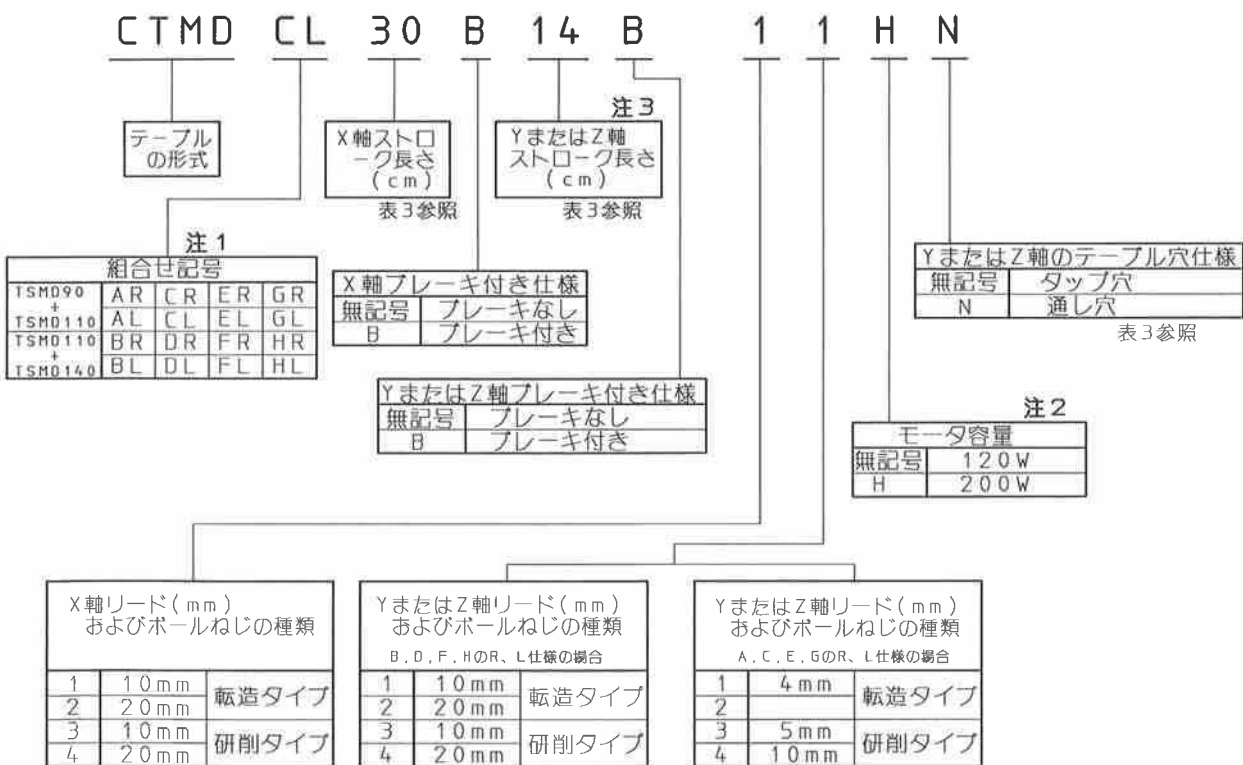 CTMD CL 30 B 14 B 1 1 H N
テーブル
の形式
X軸ストロ
ーク長さ
(cm)
表3参照
注3
YまたはZ軸
ストローク長さ
(cm)
表3参照
注1
組合せ記号
TSMD90 + TSMD110 AR CR ER GR
AL CL EL GL
TSMD110 + TSMD140 BR DR FR HR
BL DL FL HL
X軸ブレーキ付き仕様
無記号 ブレーキなし
B ブレーキ付き
YまたはZ軸ブレーキ付き仕様
無記号 ブレーキなし
B ブレーキ付き
YまたはZ軸のテーブル穴仕様
無記号 タップ穴
N 通し穴
表3参照
注2
モータ容量
無記号 120W
H 200W
X軸リード(mm)
およびボールねじの種類
1 10mm 転造タイプ
2 20mm
3 10mm 研削タイプ
4 20mm
YまたはZ軸リード(mm)
およびボールねじの種類
B,D,F,HのR、L仕様の場合
1 10mm 転造タイプ
2 20mm
3 10mm 研削タイプ
4 20mm
YまたはZ軸リード(mm)
およびボールねじの種類
A,C,E,GのR、L仕様の場合
1 4mm 転造タイプ
2
3 5mm 研削タイプ
4 10mm